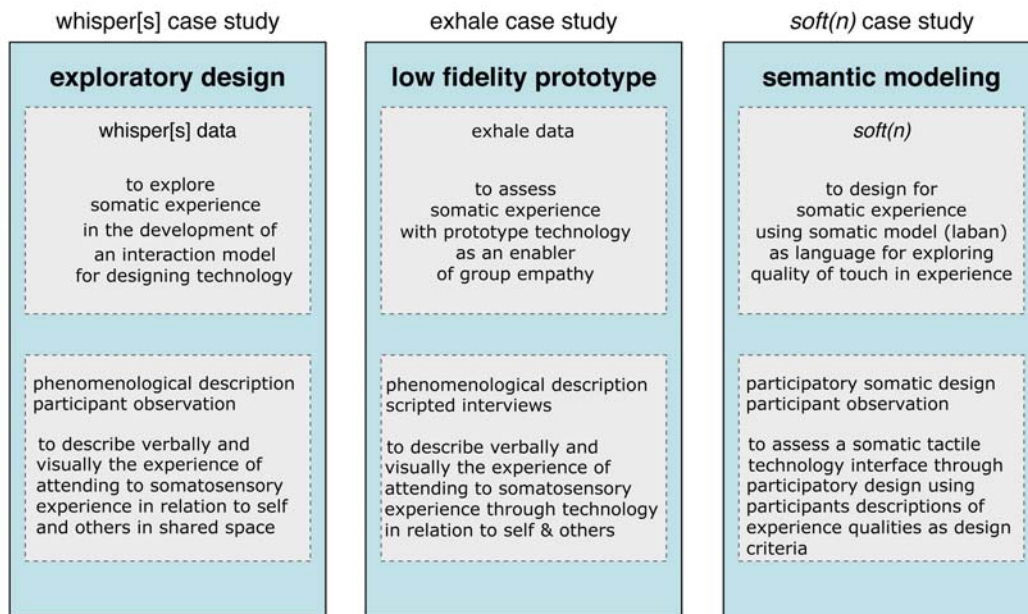 whisper[s] case study
exploratory design
whisper[s] data
to explore
somatic experience
in the development of
an interaction model
for designing technology
phenomenological description
participant observation
to describe verbally and
visually the experience of
attending to somatosensory
experience in relation to self
and others in shared space
exhale case study
low fidelity prototype
exhale data
to assess
somatic experience
with prototype technology
as an enabler
of group empathy
phenomenological description
scripted interviews
to describe verbally and
visually the experience of
attending to somatosensory
experience through technology
in relation to self & others
soft(n) case study
semantic modeling
soft(n)
to design for
somatic experience
using somatic model (laban)
as language for exploring
quality of touch in experience
participatory somatic design
participant observation
to assess a somatic tactile
technology interface through
participatory design using
participants descriptions of
experience qualities as design
criteria